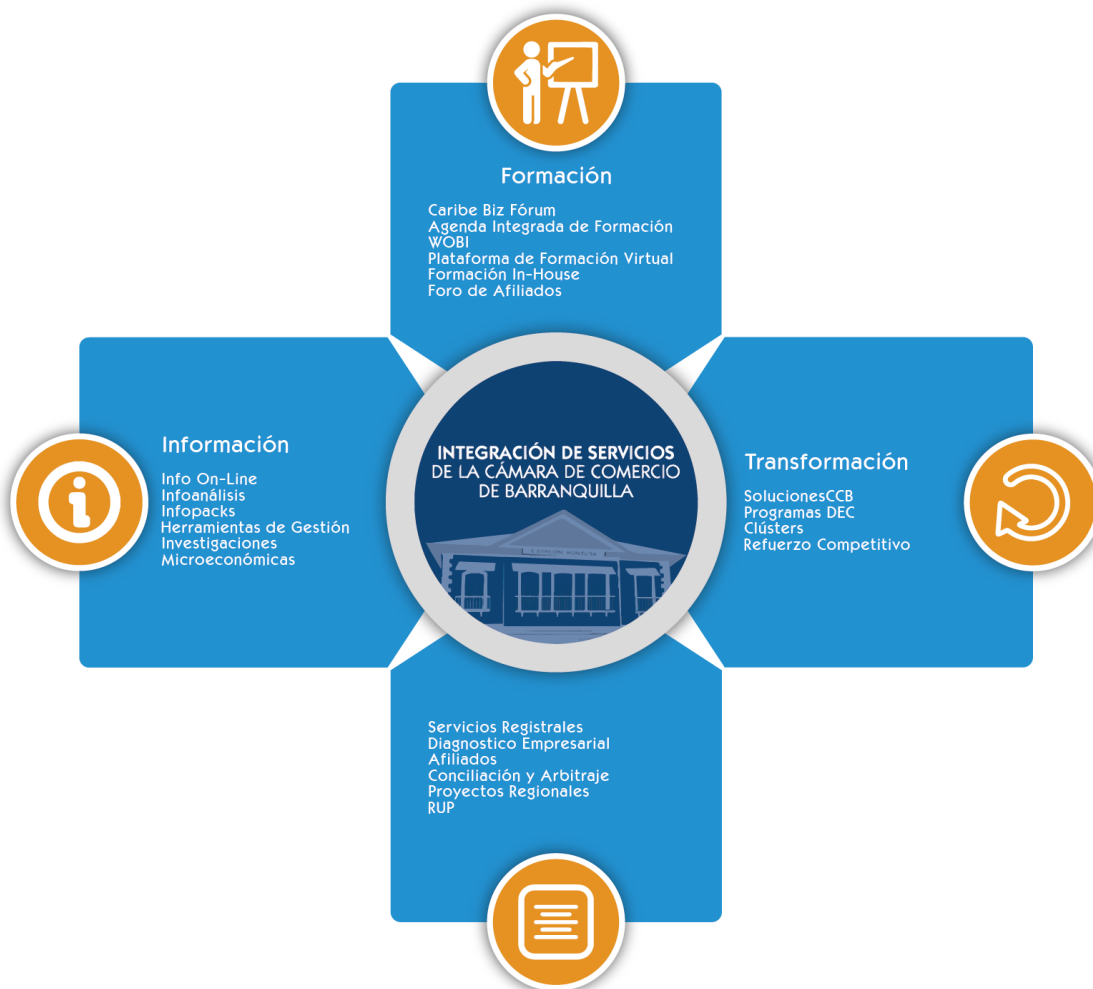 Formación
Caribe Biz Fórum
Agenda Integrada de Formación
WOBI
Plataforma de Formación Virtual
Formación In-House
Foro de Afiliados
Información
Info On-Line
Infoanálisis
Infopacks
Herramientas de Gestión
Investigaciones
Microeconómicas
INTEGRACIÓN DE SERVICIOS
DE LA CÁMARA DE COMERCIO
DE BARRANQUILLA
Transformación
SolucionesCCB
Programas DEC
Clústers
Refuerzo Competitivo
Servicios Registrales
Diagnostico Empresarial
Afiliados
Conciliación y Arbitraje
Proyectos Regionales
RUP